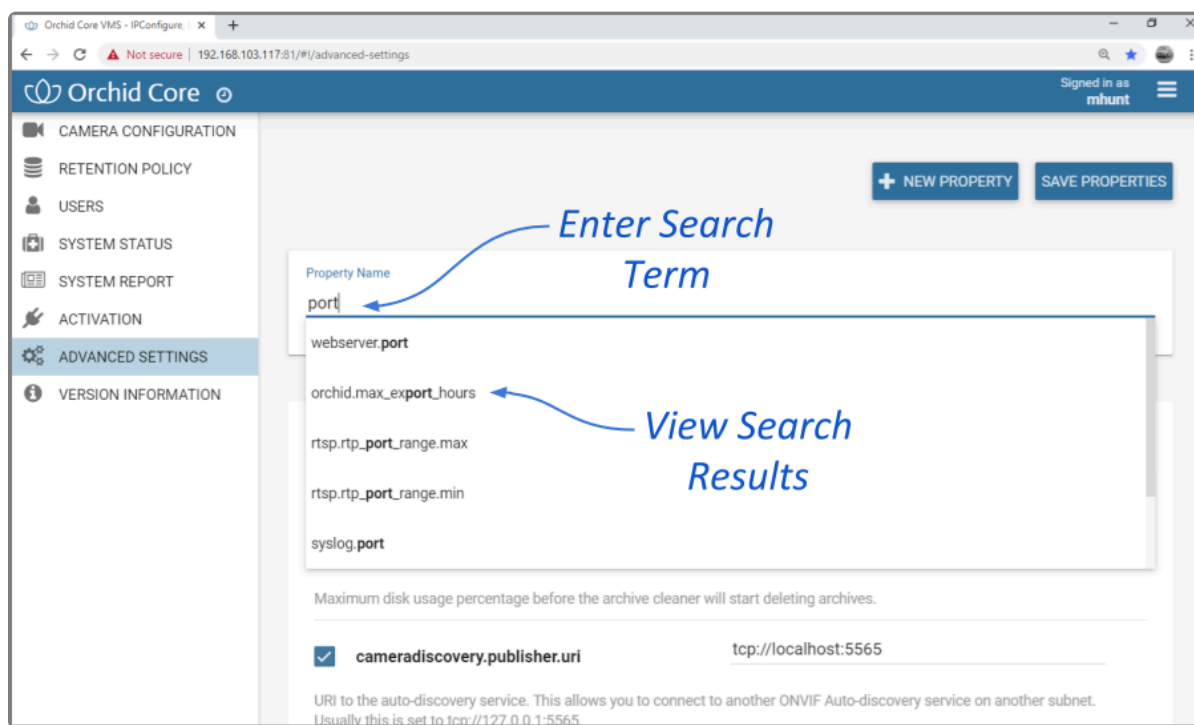 Orchid Core VMS - IPConfigure,
Not secure | 192.168.103.117:81/#!/advanced-settings
Orchid Core
Signed in as
mhunt
CAMERA CONFIGURATION
RETENTION POLICY
USERS
SYSTEM STATUS
SYSTEM REPORT
ACTIVATION
ADVANCED SETTINGS
VERSION INFORMATION
+ NEW PROPERTY
SAVE PROPERTIES
Enter Search
Term
Property Name
port
webserver.port
orchid.max_export_hours
rtsp.rtp_port_range.max
rtsp.rtp_port_range.min
syslog.port
View Search
Results
Maximum disk usage percentage before the archive cleaner will start deleting archives.
cameradiscovery.publisher.uri
tcp://localhost:5565
URI to the auto-discovery service. This allows you to connect to another ONVIF Auto-discovery service on another subnet.
Usually this is set to tcp://127.0.0.1:5565.